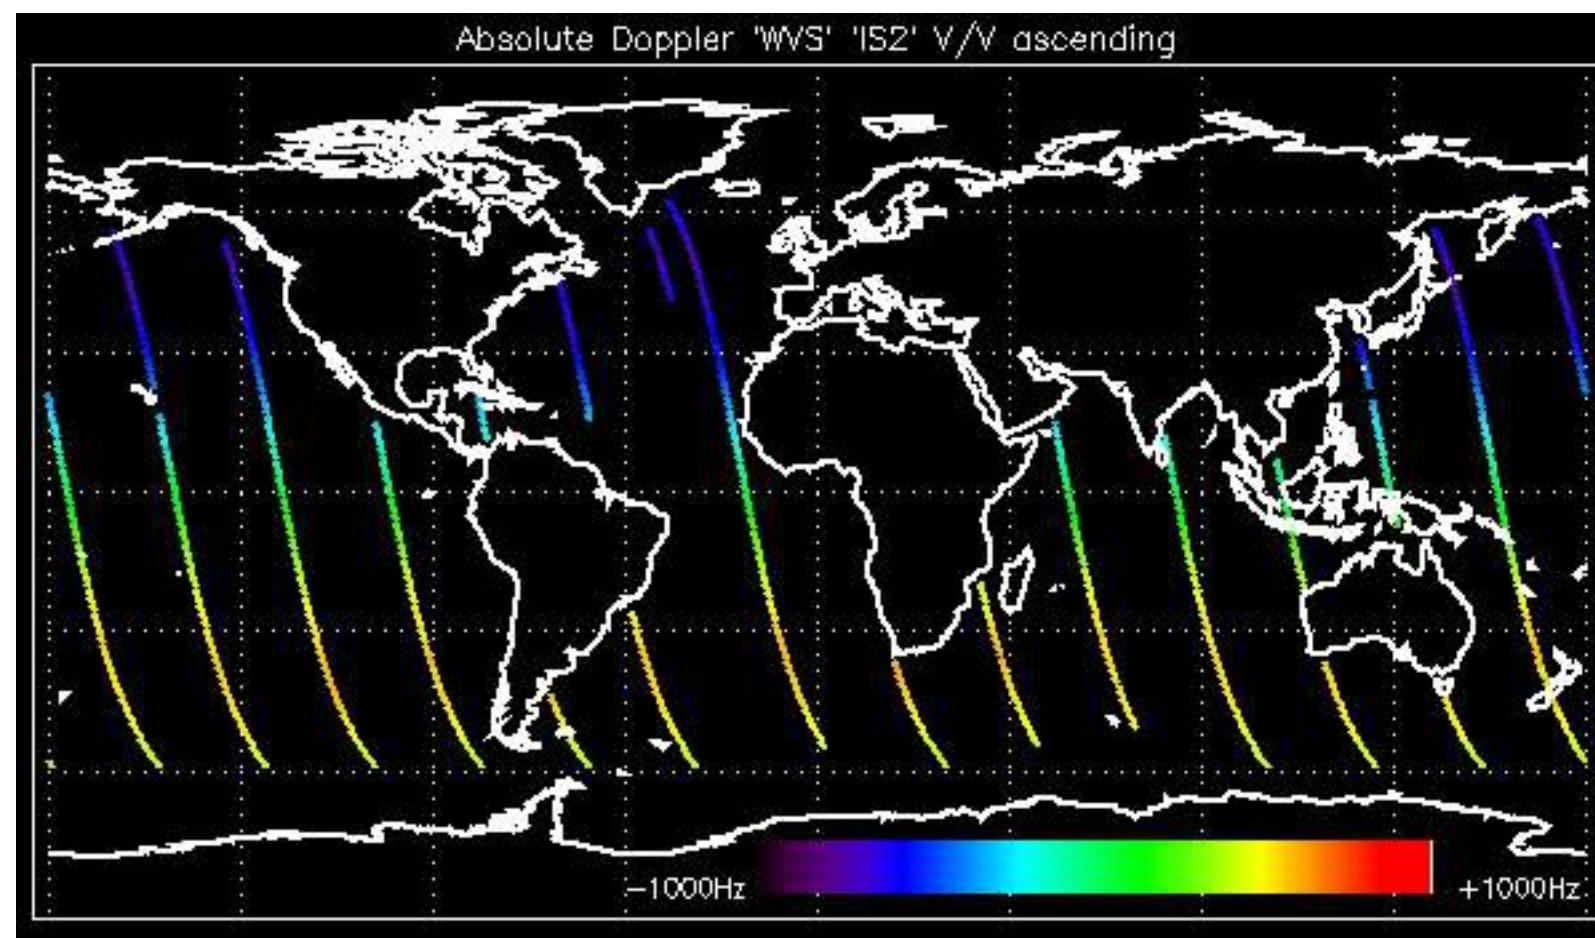 Absolute Doppler 'WVS' 'IS2' V/V ascending
−1000Hz +1000Hz